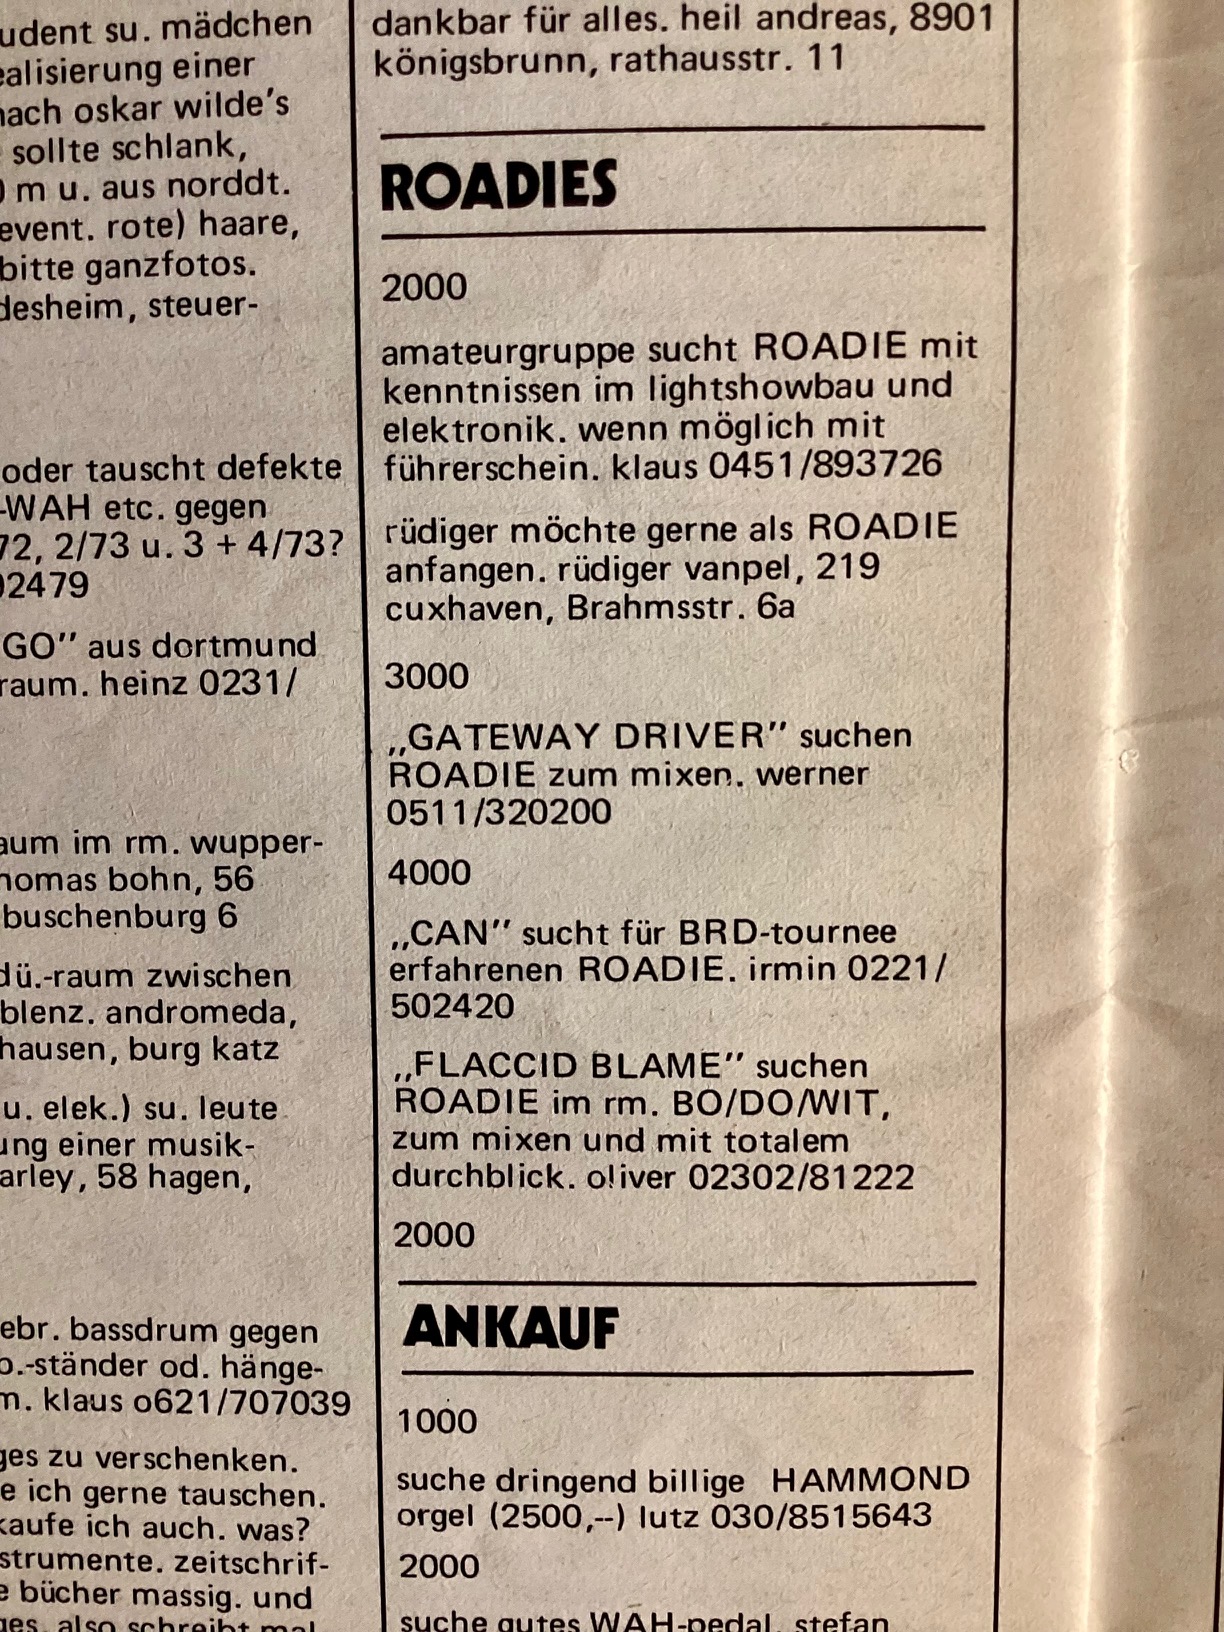 udent su. mädchen
ealisierung einer
nach oskar wilde's
sollte schlank,
m u. aus norddt.
event. rote) haare,
bitte ganzfotos.
desheim, steuer-
oder tauscht defekte
-WAH etc. gegen
72, 2/73 u. 3 + 4/73?
02479
GO" aus dortmund
raum. heinz 0231/
aum im rm. wupper-
homas bohn, 56
buschenburg 6
dü.-raum zwischen
blenz. andromeda,
hausen, burg katz
u. elek.) su. leute
ung einer musik-
arley, 58 hagen,
ebr. bassdrum gegen
o.-ständer od. hänge-
m. klaus o621/707039
ges zu verschenken.
e ich gerne tauschen.
kaufe ich auch. was?
strumente. zeitschrif-
e bücher massig. und
ges. also schreibt mal
dankbar für alles. heil andreas, 8901
königsbrunn, rathausstr. 11
ROADIES
2000
amateurgruppe sucht ROADIE mit
kenntnissen im lightshowbau und
elektronik. wenn möglich mit
führerschein. klaus 0451/893726
rüdiger möchte gerne als ROADIE
anfangen. rüdiger vanpel, 219
cuxhaven, Brahmsstr. 6a
3000
„GATEWAY DRIVER" suchen
ROADIE zum mixen. werner
0511/320200
4000
„CAN" sucht für BRD-tournee
erfahrenen ROADIE. irmin 0221/
502420
„FLACCID BLAME" suchen
ROADIE im rm. BO/DO/WIT,
zum mixen und mit totalem
durchblick. oliver 02302/81222
2000
ANKAUF
1000
suche dringend billige HAMMOND
orgel (2500,--) lutz 030/8515643
2000
suche gutes WAH-pedal. stefan